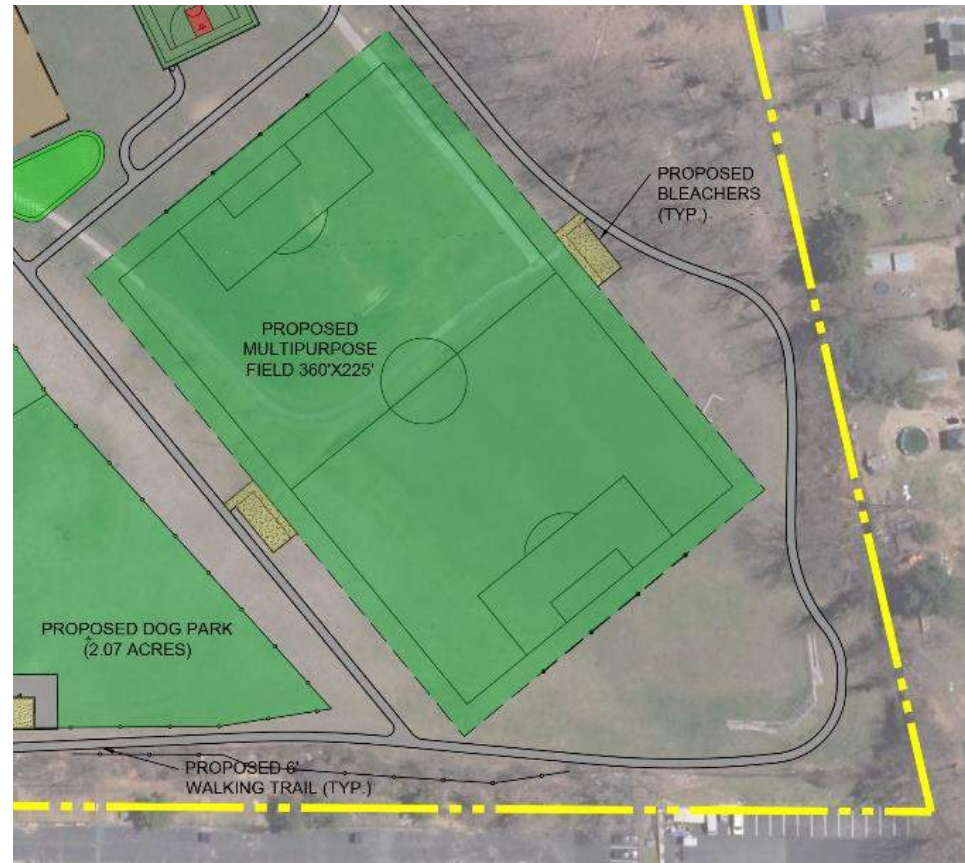 PROPOSED
BLEACHERS
(TYP.)
PROPOSED
MULTIPURPOSE
FIELD 360'X225'
PROPOSED DOG PARK
(2.07 ACRES)
PROPOSED 6'
WALKING TRAIL (TYP.)